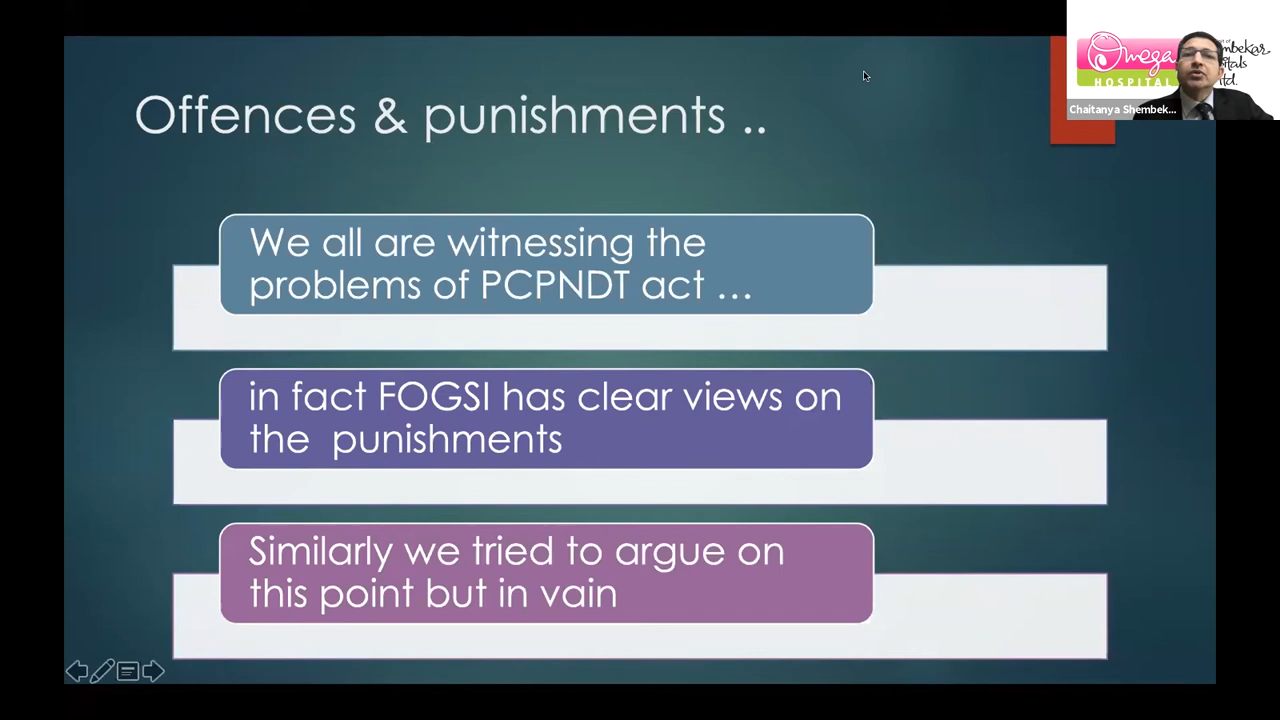 Offences & punishments ..
We all are witnessing the
problems of PCPNDT act …
in fact FOGSI has clear views on
the  punishments
Similarly we tried to argue on
this point but in vain
Omega
HOSPITAL
Chaitanya Shembek...